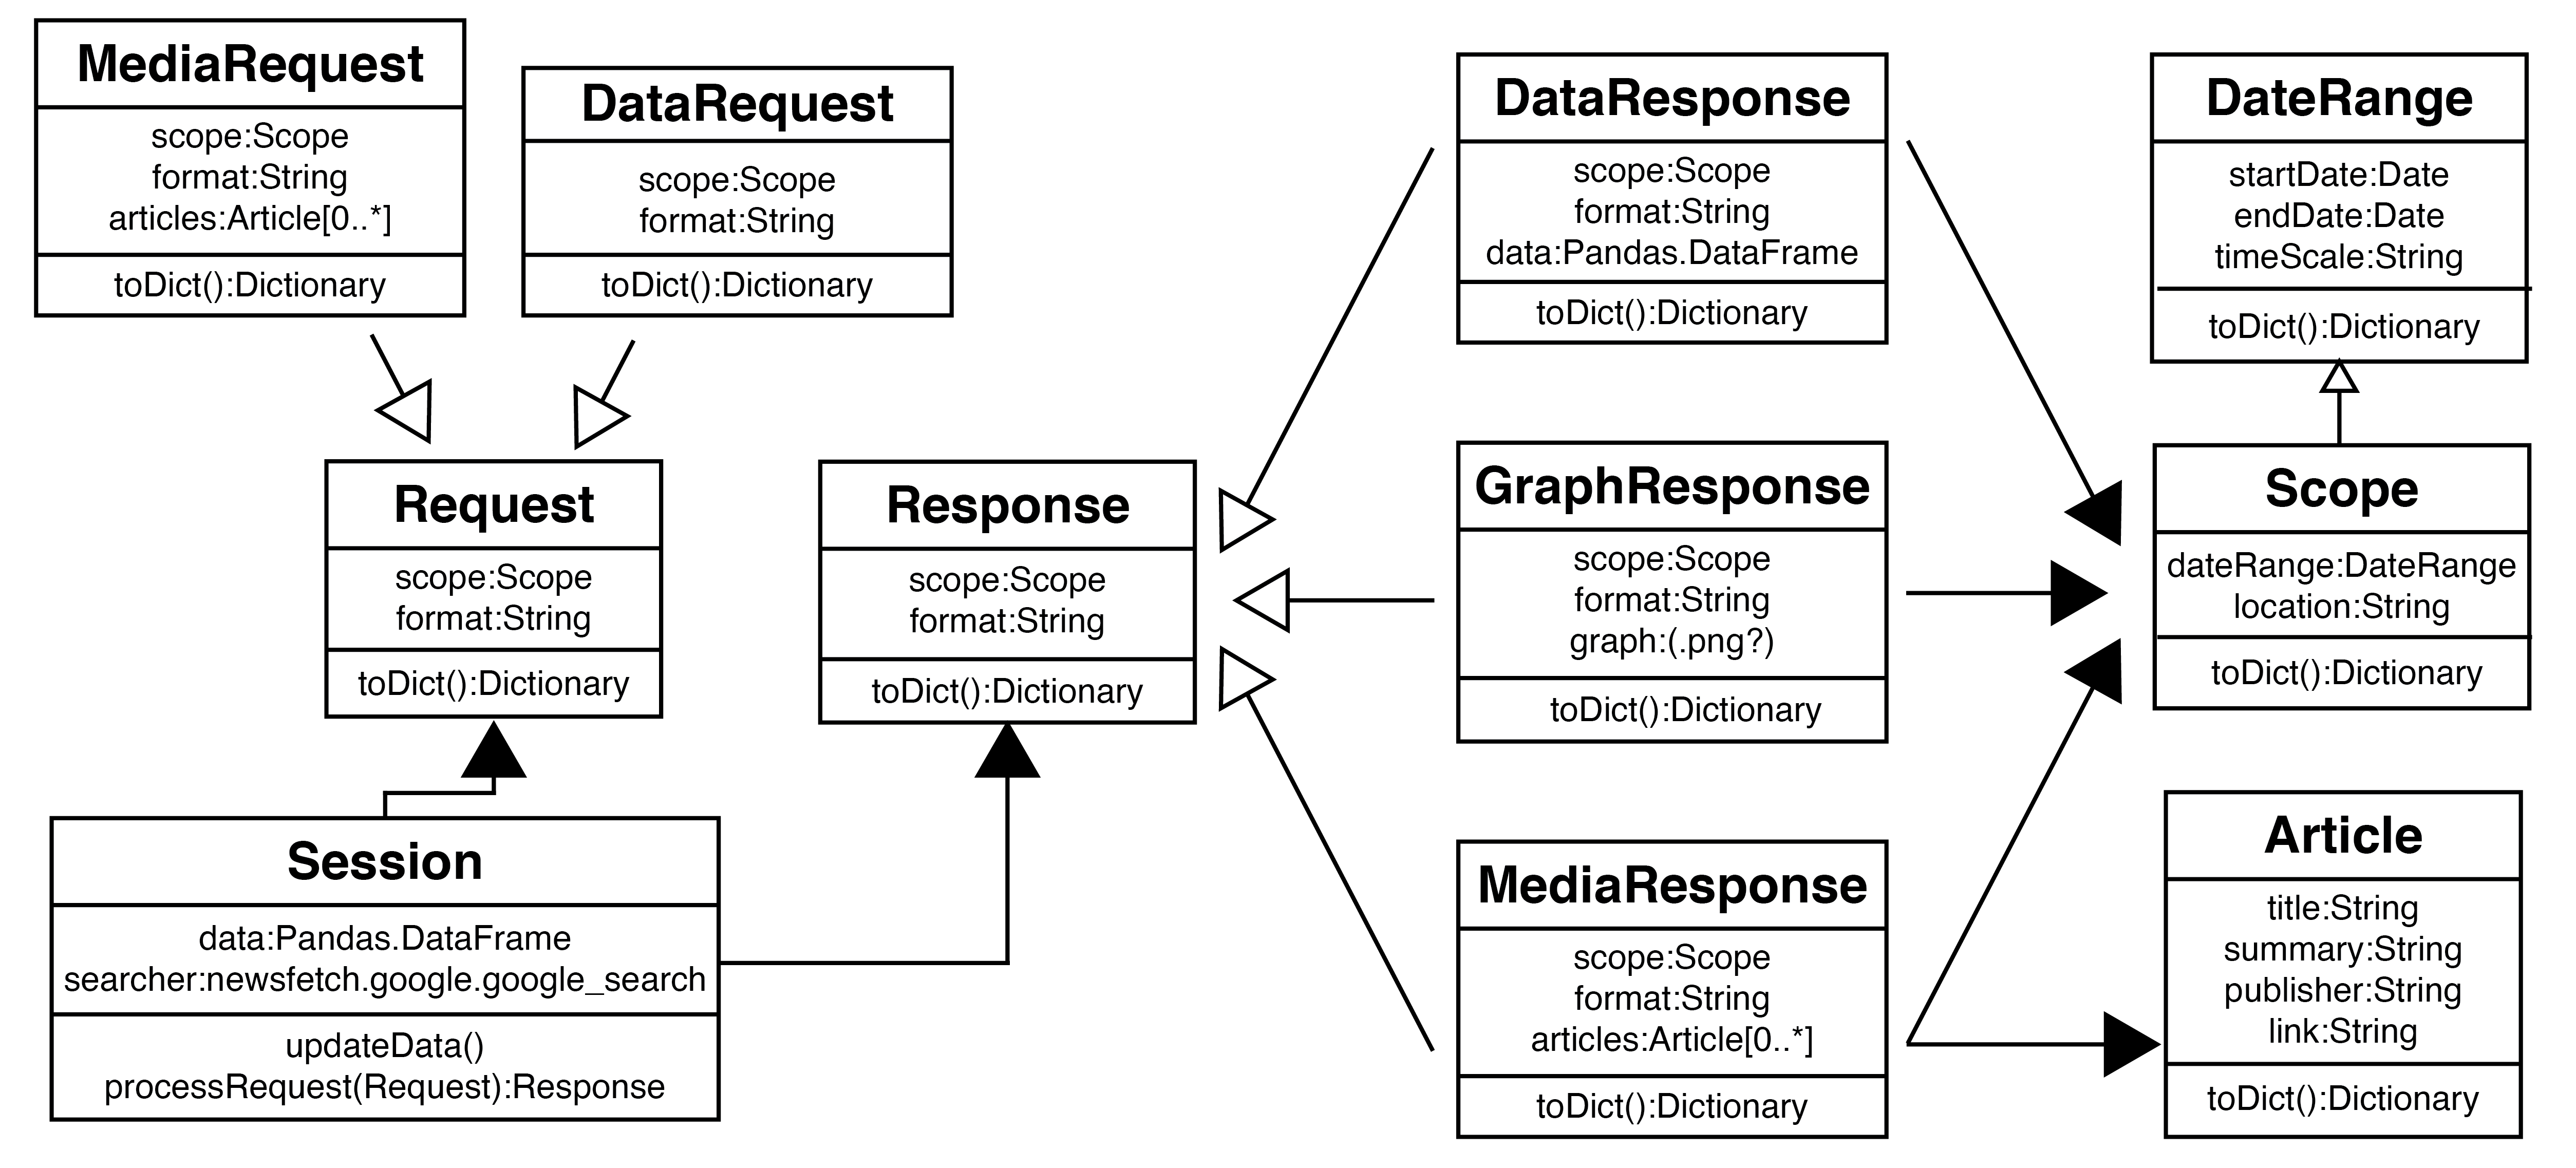 MediaRequest
scope:Scope
format:String
articles:Article[0..*]
toDict():Dictionary
DataRequest
scope:Scope
format:String
toDict():Dictionary
Request
scope:Scope
format:String
toDict():Dictionary
Session
data:Pandas.DataFrame
searcher:newsfetch.google.google_search
updateData()
processRequest(Request):Response
Response
scope:Scope
format:String
toDict():Dictionary
DataResponse
scope:Scope
format:String
data:Pandas.DataFrame
toDict():Dictionary
GraphResponse
scope:Scope
format:String
graph:(.png?)
toDict():Dictionary
MediaResponse
scope:Scope
format:String
articles:Article[0..*]
toDict():Dictionary
DateRange
startDate:Date
endDate:Date
timeScale:String
toDict():Dictionary
Scope
dateRange:DateRange
location:String
toDict():Dictionary
Article
title:String
summary:String
publisher:String
link:String
toDict():Dictionary